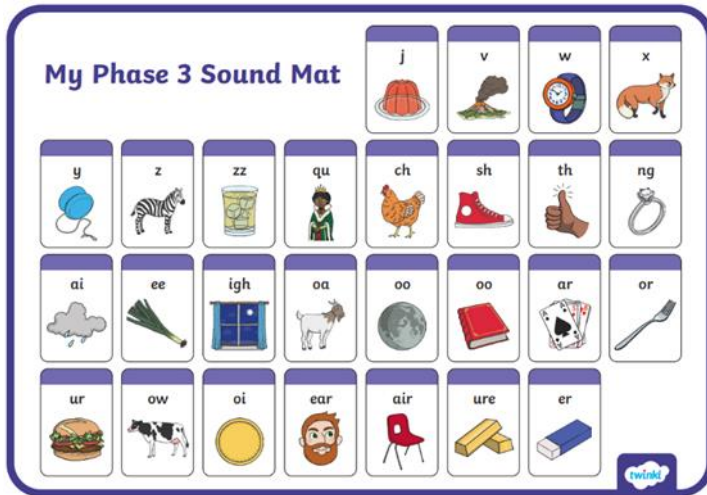 My Phase 3 Sound Mat
j v w x
y z zz qu ch sh th ng
ai ee igh oa oo oo ar or
ur ow oi ear air ure er
twinkl